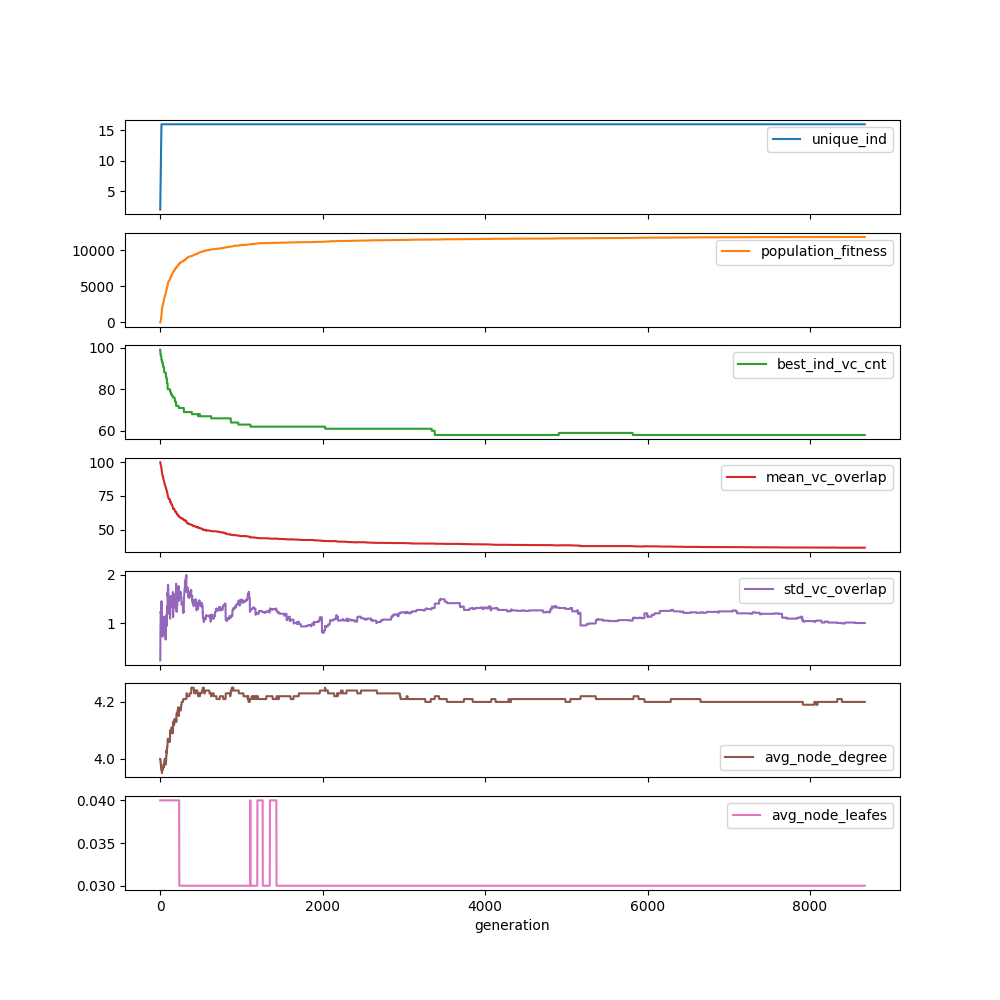 15
10
5
unique_ind
10000
5000
0
population_fitness
100
80
60
best_ind_vc_cnt
100
75
50
mean_vc_overlap
2
1
std_vc_overlap
4.2
4.0
avg_node_degree
0.040
0.035
0.030
avg_node_leafes
0 2000 4000 6000 8000
generation